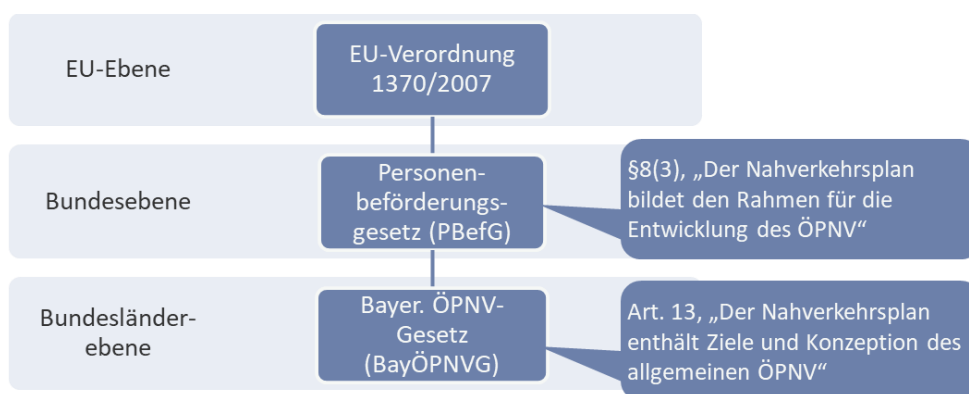 EU-Ebene
EU-Verordnung
1370/2007
Bundesebene
Personen-
beförderungs-
gesetz (PBefG)
§8(3), „Der Nahverkehrsplan
bildet den Rahmen für die
Entwicklung des ÖPNV“
Bundesländer-
ebene
Bayer. ÖPNV-
Gesetz
(BayÖPNVG)
Art. 13, „Der Nahverkehrsplan
enthält Ziele und Konzeption des
allgemeinen ÖPNV“